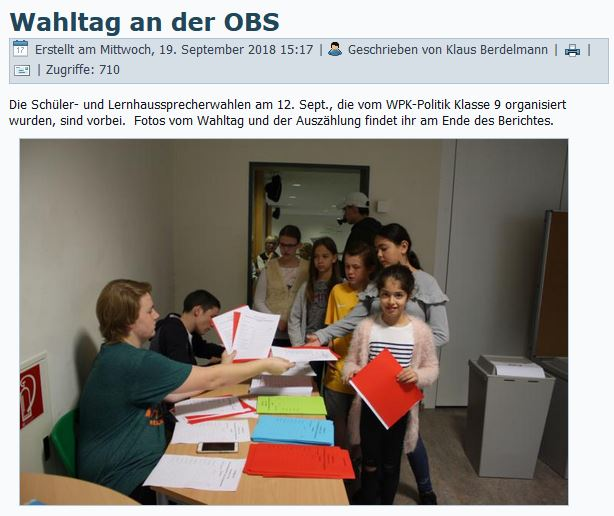 Wahltag an der OBS
17 Erstellt am Mittwoch, 19. September 2018 15:17 | Geschrieben von Klaus Berdelmann | |
| Zugriffe: 710
Die Schüler- und Lernhaussprecherwahlen am 12. Sept., die vom WPK-Politik Klasse 9 organisiert
wurden, sind vorbei. Fotos vom Wahltag und der Auszählung findet ihr am Ende des Berichtes.